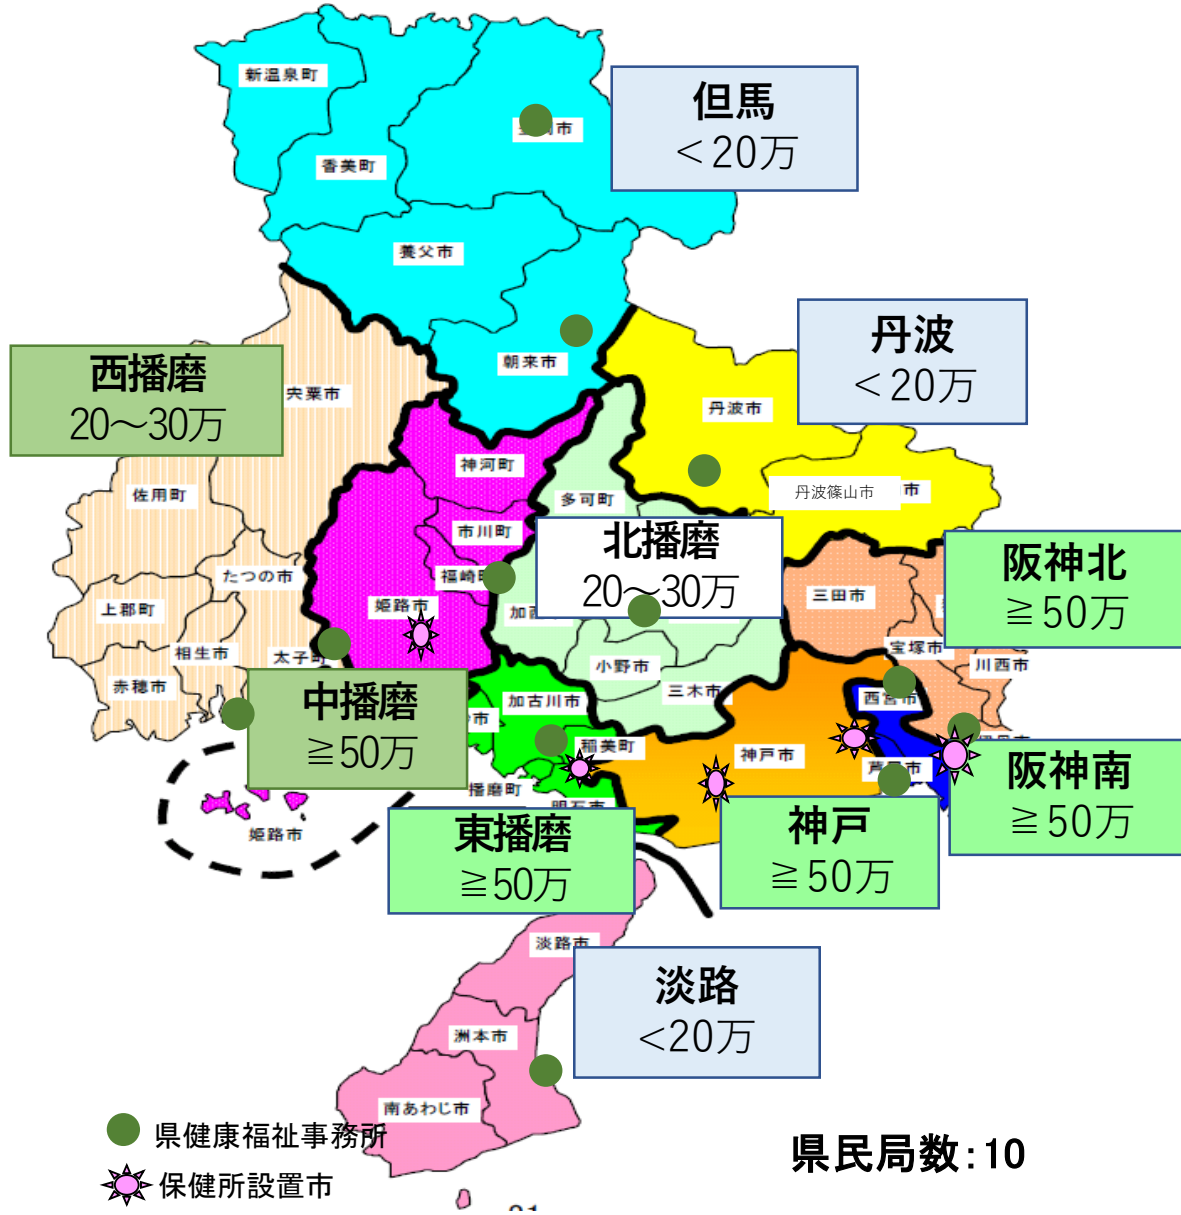 新温泉町
香美町
但馬
<20万
養父市
朝来市
西播磨
20～30万
宍粟市
丹波
<20万
丹波市
丹波篠山市
市
佐用町
神河町
多可町
市川町
北播磨
20～30万
阪神北
≧50万
たつの市
上郡町
姫路市
三田市
宝塚市
川西市
相生市
太子町
赤穂市
小野市
三木市
西宮市
中播磨
≧50万
加古川市
市
稲美町
神戸市
阪神南
≧50万
播磨町
明石市
姫路市
東播磨
≧50万
神戸
≧50万
淡路市
淡路
<20万
洲本市
南あわじ市
県健康福祉事務所
保健所設置市
県民局数:10